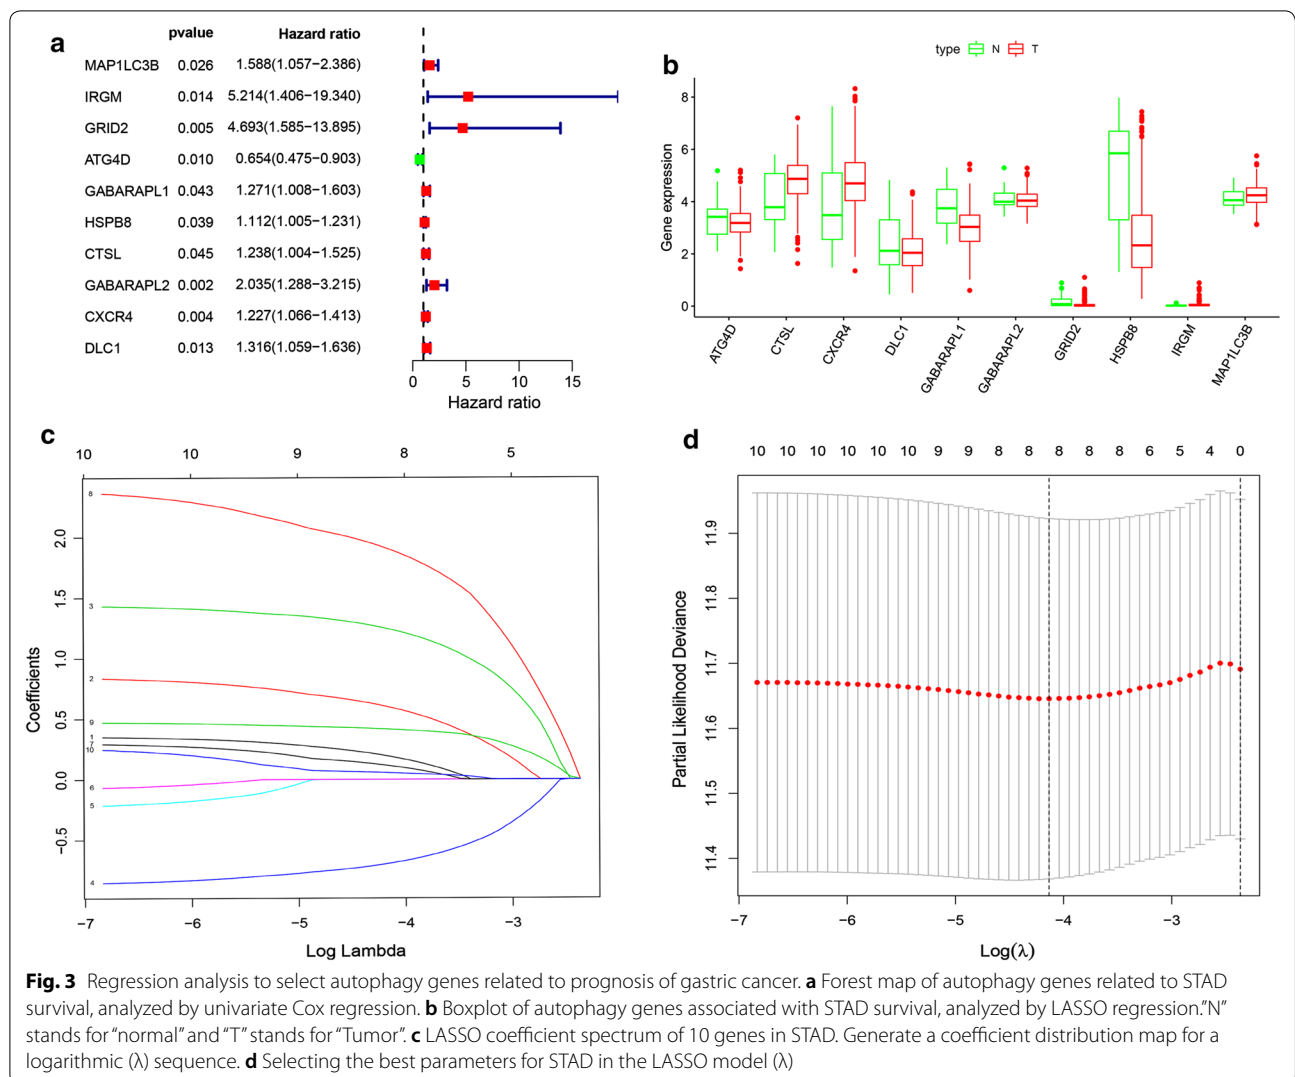 a
pvalue Hazard ratio
MAP1LC3B 0.026 1.588(1.057−2.386)
IRGM 0.014 5.214(1.406−19.340)
GRID2 0.005 4.693(1.585−13.895)
ATG4D 0.010 0.654(0.475−0.903)
GABARAPL1 0.043 1.271(1.008−1.603)
HSPB8 0.039 1.112(1.005−1.231)
CTSL 0.045 1.238(1.004−1.525)
GABARAPL2 0.002 2.035(1.288−3.215)
CXCR4 0.004 1.227(1.066−1.413)
DLC1 0.013 1.316(1.059−1.636)
0 5 10 15
Hazard ratio
b
type N T
Gene expression
8
6
4
2
0
ATG4D CTSL CXCR4 DLC1 GABARAPL1 GABARAPL2 GRID2 HSPB8 IRGM MAP1LC3B
c
10 10 9 8 5
Coefficients
2.0
1.5
1.0
0.5
0.0
−0.5
8
3
2
9
1
7
10
6
5
4
−7 −6 −5 −4 −3
Log Lambda
d
10 10 10 10 10 10 9 9 8 8 8 8 8 6 5 4 0
Partial Likelihood Deviance
11.9
11.8
11.7
11.6
11.5
11.4
−7 −6 −5 −4 −3
Log(λ)
Fig. 3 Regression analysis to select autophagy genes related to prognosis of gastric cancer. a Forest map of autophagy genes related to STAD
survival, analyzed by univariate Cox regression. b Boxplot of autophagy genes associated with STAD survival, analyzed by LASSO regression.”N”
stands for “normal” and “T” stands for “Tumor”. c LASSO coefficient spectrum of 10 genes in STAD. Generate a coefficient distribution map for a
logarithmic (λ) sequence. d Selecting the best parameters for STAD in the LASSO model (λ)